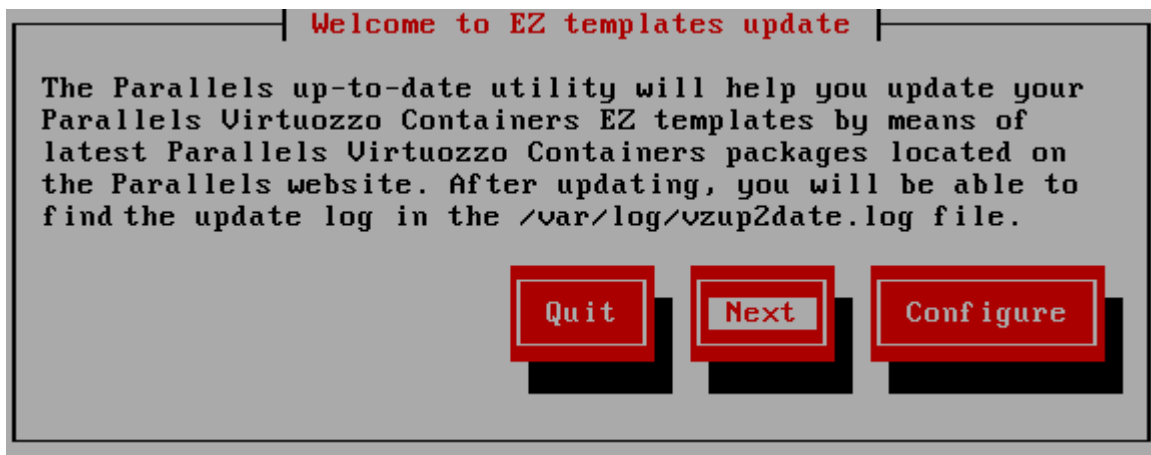 Welcome to EZ templates update
The Parallels up-to-date utility will help you update your
Parallels Virtuozzo Containers EZ templates by means of
latest Parallels Virtuozzo Containers packages located on
the Parallels website. After updating, you will be able to
find the update log in the /var/log/vzup2date.log file.
Quit Next Configure